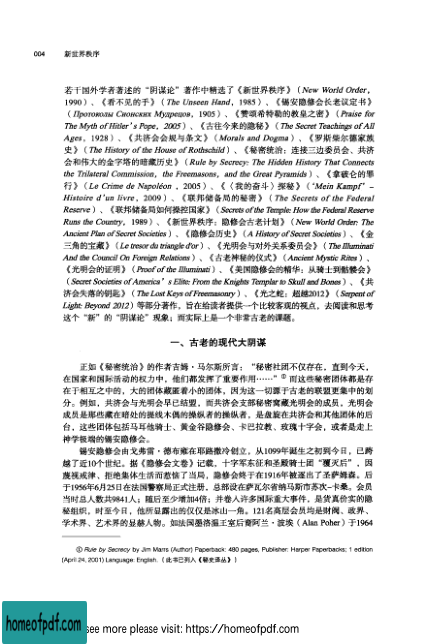 004 新世界秩序
若干国外学者著述的"阴谋论"著作中精选了《新世界秩序》（New World Order，
1990）、《看不见的手》（The Unseen Hand，1985）、《锡安隐修会长老议定书》
（Протоколы Сионских Мудрецов，1905）、《赞颂希特勒的教皇之密》（Praise for
The Myth of Hitler's Pope，2005）、《古往今来的隐秘》（The Secret Teachings of All
Ages，1928）、《共济会会规与条文》（Morals and Dogma）、《罗斯柴尔德家族
史》（The History of the House of Rothschild）、《秘密统治：连接三边委员会、共济
会和伟大的金字塔的暗藏历史》（Rule by Secrecy: The Hidden History That Connects
the Trilateral Commission, the Freemasons, and the Great Pyramids）、《拿破仑的罪
行》（Le Crime de Napoléon ，2005）、《〈我的奋斗〉探秘》（'Mein Kampf' –
Histoire d'un livre，2009）、《联邦储备局的秘密》（The Secrets of the Federal
Reserve）、《联邦储备局如何操控国家》（Secrets of the Temple: How the Federal Reserve
Runs the Country，1989）、《新世界秩序：隐修会古老计划》（New World Order: The
Ancient Plan of Secret Societies）、《隐修会历史》（A History of Secret Societies）、《金
三角的宝藏》（Le tresor du triangle d'or）、《光明会与对外关系委员会》（The Illuminati
And the Council On Foreign Relations）、《古老神秘的仪式》（Ancient Mystic Rites）、
《光明会的证明》（Proof of the Illuminati）、《美国隐修会的精华：从骑士到骷髅会》
（Secret Societies of America's Elite: From the Knights Templar to Skull and Bones）、《共
济会失落的钥匙》（The Lost Keys of Freemasonry）、《光之蛇：超越2012》（Serpent of
Light: Beyond 2012）等部分著作，旨在给读者提供一个比较客观的视点，去阅读和思考
这个"新"的"阴谋论"现象；而实际上是一个非常古老的课题。
一、古老的现代大阴谋
正如《秘密统治》的作者吉姆·马尔斯所言："秘密社团不仅存在，直到今天，
在国家和国际活动的权力中，他们都发挥了重要作用……"① 而这些秘密团体都是存
在于相互之中的，大的团体藏匿着小的团体，因为这一切源于古老的联盟更集中的划
分。例如，共济会与光明会早已结盟，而共济会支部秘密窝藏光明会的成员，光明会
成员是那些藏在暗处的提线木偶的操纵者的操纵者，是盘旋在共济会和其他团体的后
台，这些团体包括马耳他骑士、黄金谷隐修会、卡巴拉教、玫瑰十字会，或者是走上
神学极端的锡安隐修会。
锡安隐修会由戈弗雷·德布雍在耶路撒冷创立，从1099年诞生之初到今日，已跨
越了近10个世纪。据《隐修会文卷》记载，十字军东征和圣殿骑士团"覆灭后"，因
蔑视戒律、拒绝集体生活而惹恼了当局，隐修会终于在1916年被逐出了圣萨姆森。后
于1956年6月25日在法国警察局正式注册，总部设在萨瓦尔省纳马斯市苏茨-卡桑。会员
当时总人数共9841人；随后至少增加4倍；并卷入许多国际重大事件，是货真价实的隐
秘组织。时至今日，他所显露出的仅仅是冰山一角。121名高层会员均是财阀、政界、
学术界、艺术界的显赫人物。如法国墨洛温王室后裔阿兰·波埃（Alan Poher）于1964
① Rule by Secrecy by Jim Marrs (Author) Paperback: 480 pages, Publisher: Harper Paperbacks; 1 edition
(April 24, 2001) Language: English. （此书已列入《秘史译丛》）
homeofpdf.com see more please visit: https://homeofpdf.com